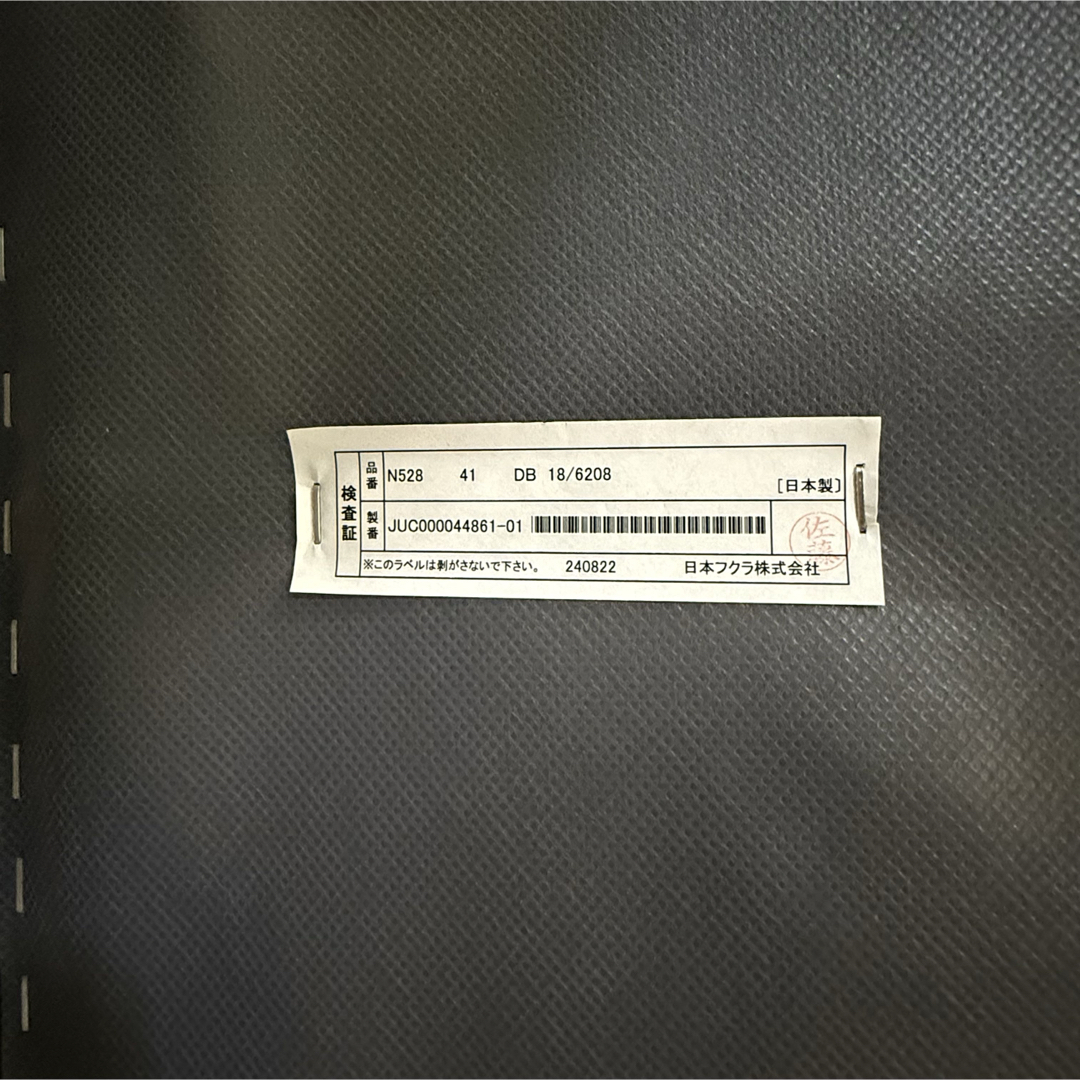 検査証
品番 N528 41 DB 18/6208 [日本製]
製番 JUC000044861-01
佐藤
※このラベルは剥がさないで下さい。 240822 日本フクラ株式会社